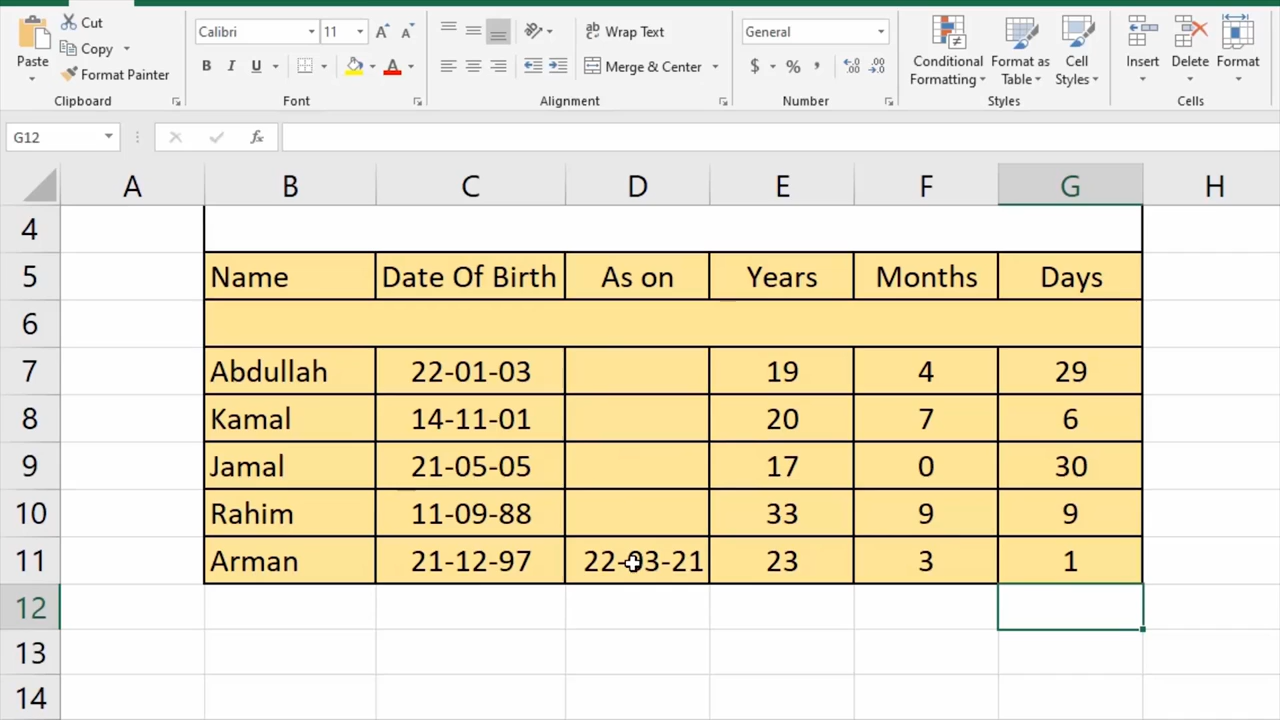 Cut
Copy
Format Painter
Paste
Clipboard
Calibri 11 A A
B I U A
Font
ab Wrap Text
Merge & Center
Alignment
General
$ % , .00 .00
Number
Conditional Formatting
Format as Table
Cell Styles
Styles
Insert Delete Format
Cells
G12 fx
A B C D E F G H
4
5 Name Date Of Birth As on Years Months Days
6
7 Abdullah 22-01-03 19 4 29
8 Kamal 14-11-01 20 7 6
9 Jamal 21-05-05 17 0 30
10 Rahim 11-09-88 33 9 9
11 Arman 21-12-97 22-03-21 23 3 1
12
13
14